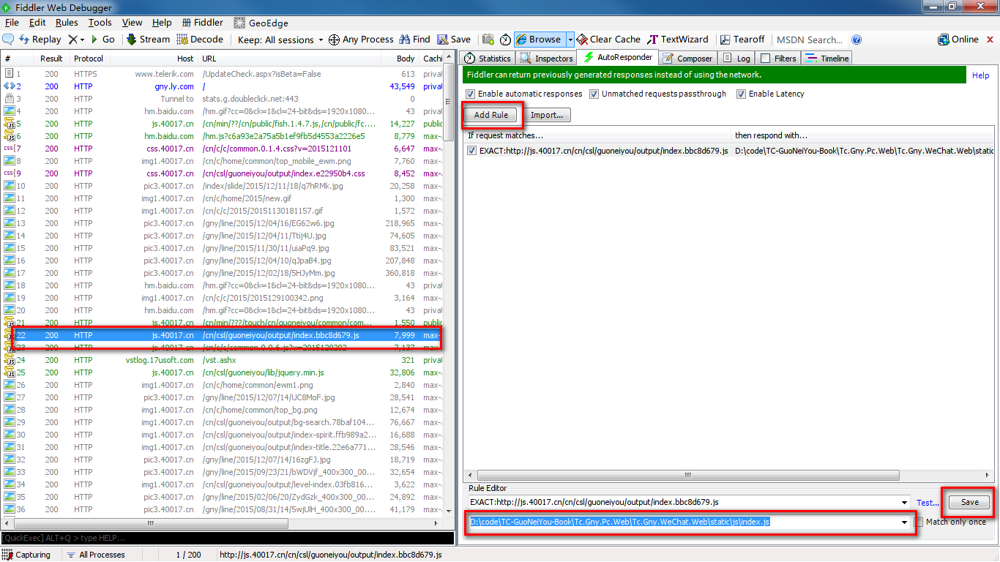 Fiddler Web Debugger
File Edit Rules Tools View Help Fiddler GeoEdge
Replay Go Stream Decode Keep: All sessions Any Process Find Save Browse Clear Cache TextWizard Tearoff MSDN Search... Online
# Result Protocol Host URL Body Cachi
1 200 HTTPS www.telerik.com /UpdateCheck.aspx?isBeta=False 613 privat
2 200 HTTP gny.ly.com / 43,549 privat
3 200 HTTP Tunnel to stats.g.doubleclick.net:443 0
4 200 HTTP hm.baidu.com /hm.gif?cc=0&ck=1&cl=24-bit&ds=1920x1080... 43 privat
5 200 HTTP js.40017.cn /cn/min/??/cn/public/fish.1.4.7.js,/cn/public/fc... 14,227 public
6 200 HTTP hm.baidu.com /hm.js?c6a93e2a75a5b1ef9fb5d4553a2226e5 8,779 max-a
7 200 HTTP css.40017.cn /cn/c/c/common.0.1.4.css?v=2015121101 6,647 max-a
8 200 HTTP img1.40017.cn /cn/c/home/common/top_mobile_ewm.png 7,760 max-a
9 200 HTTP css.40017.cn /cn/csl/guoneiyou/output/index.e22950b4.css 8,452 max-a
10 200 HTTP pic3.40017.cn /index/slide/2015/12/11/18/q7hRMk.jpg 20,258 max-a
11 200 HTTP img1.40017.cn /cn/c/home/2015/new.gif 1,300 max-a
12 200 HTTP img1.40017.cn /cn/c/c/2015/20151130181157.gif 1,572 max-a
13 200 HTTP pic3.40017.cn /gny/line/2015/12/04/16/EG62w6.jpg 218,965 max-a
14 200 HTTP pic3.40017.cn /gny/line/2015/12/04/11/Ttij4U.jpg 74,605 max-a
15 200 HTTP pic3.40017.cn /gny/line/2015/11/30/11/uiaPq9.jpg 83,521 max-a
16 200 HTTP pic3.40017.cn /gny/line/2015/12/04/10/qJpaB4.jpg 207,848 max-a
17 200 HTTP pic3.40017.cn /gny/line/2015/12/02/18/5HJyMm.jpg 360,818 max-a
18 200 HTTP hm.baidu.com /hm.gif?cc=0&ck=1&cl=24-bit&ds=1920x1080... 43 privat
19 200 HTTP img1.40017.cn /cn/c/c/2015/2015129100342.png 3,164 max-a
20 200 HTTP hm.baidu.com /hm.gif?cc=0&ck=1&cl=24-bit&ds=1920x1080... 43 privat
21 200 HTTP js.40017.cn /cn/min/???/touch/cn/guoneiyou/common/com... 1,550 public
22 200 HTTP js.40017.cn /cn/csl/guoneiyou/output/index.bbc8d679.js 7,999 max-a
23 200 HTTP js.40017.cn /cn/c/c/common.0.0.6.js?v=2015120202 7,137 max-a
24 200 HTTP vstlog.17usoft.com /vst.ashx 321 privat
25 200 HTTP js.40017.cn /cn/csl/guoneiyou/lib/jquery.min.js 32,806 max-a
26 200 HTTP img1.40017.cn /cn/c/home/common/ewm1.png 2,840 max-a
27 200 HTTP pic3.40017.cn /gny/line/2015/12/07/14/UC8MoF.jpg 28,541 max-a
28 200 HTTP img1.40017.cn /cn/c/home/common/top_bg.png 12,674 max-a
29 200 HTTP img1.40017.cn /cn/csl/guoneiyou/output/bg-search.78baf104... 76,667 max-a
30 200 HTTP img1.40017.cn /cn/csl/guoneiyou/output/index-spirit.ffb989a2... 16,688 max-a
31 200 HTTP img1.40017.cn /cn/csl/guoneiyou/output/index-title.22e6a771... 28,546 max-a
32 200 HTTP pic3.40017.cn /gny/line/2015/12/07/14/16zgFJ.jpg 18,719 max-a
33 200 HTTP pic3.40017.cn /gny/line/2015/09/23/21/bWDVjf_400x300_00... 32,654 max-a
34 200 HTTP img1.40017.cn /cn/csl/guoneiyou/output/level-index.03fb816... 3,622 max-a
35 200 HTTP pic3.40017.cn /gny/line/2015/02/06/20/ZydGzk_400x300_00... 24,892 max-a
36 200 HTTP pic3.40017.cn /gny/line/2015/08/31/14/5wjUlH_400x300_00... 41,179 max-a
[QuickExec] ALT+Q > type HELP...
Statistics Inspectors AutoResponder Composer Log Filters Timeline
Fiddler can return previously generated responses instead of using the network. Help
Enable automatic responses Unmatched requests passthrough Enable Latency
Add Rule Import...
If request matches... then respond with...
EXACT:http://js.40017.cn/cn/csl/guoneiyou/output/index.bbc8d679.js D:\code\TC-GuoNeiYou-Book\Tc.Gny.Pc.Web\Tc.Gny.WeChat.Web\static
Rule Editor
EXACT:http://js.40017.cn/cn/csl/guoneiyou/output/index.bbc8d679.js Test... Save
D:\code\TC-GuoNeiYou-Book\Tc.Gny.Pc.Web\Tc.Gny.WeChat.Web\static\js\index.js Match only once
Capturing All Processes 1 / 200 http://js.40017.cn/cn/csl/guoneiyou/output/index.bbc8d679.js